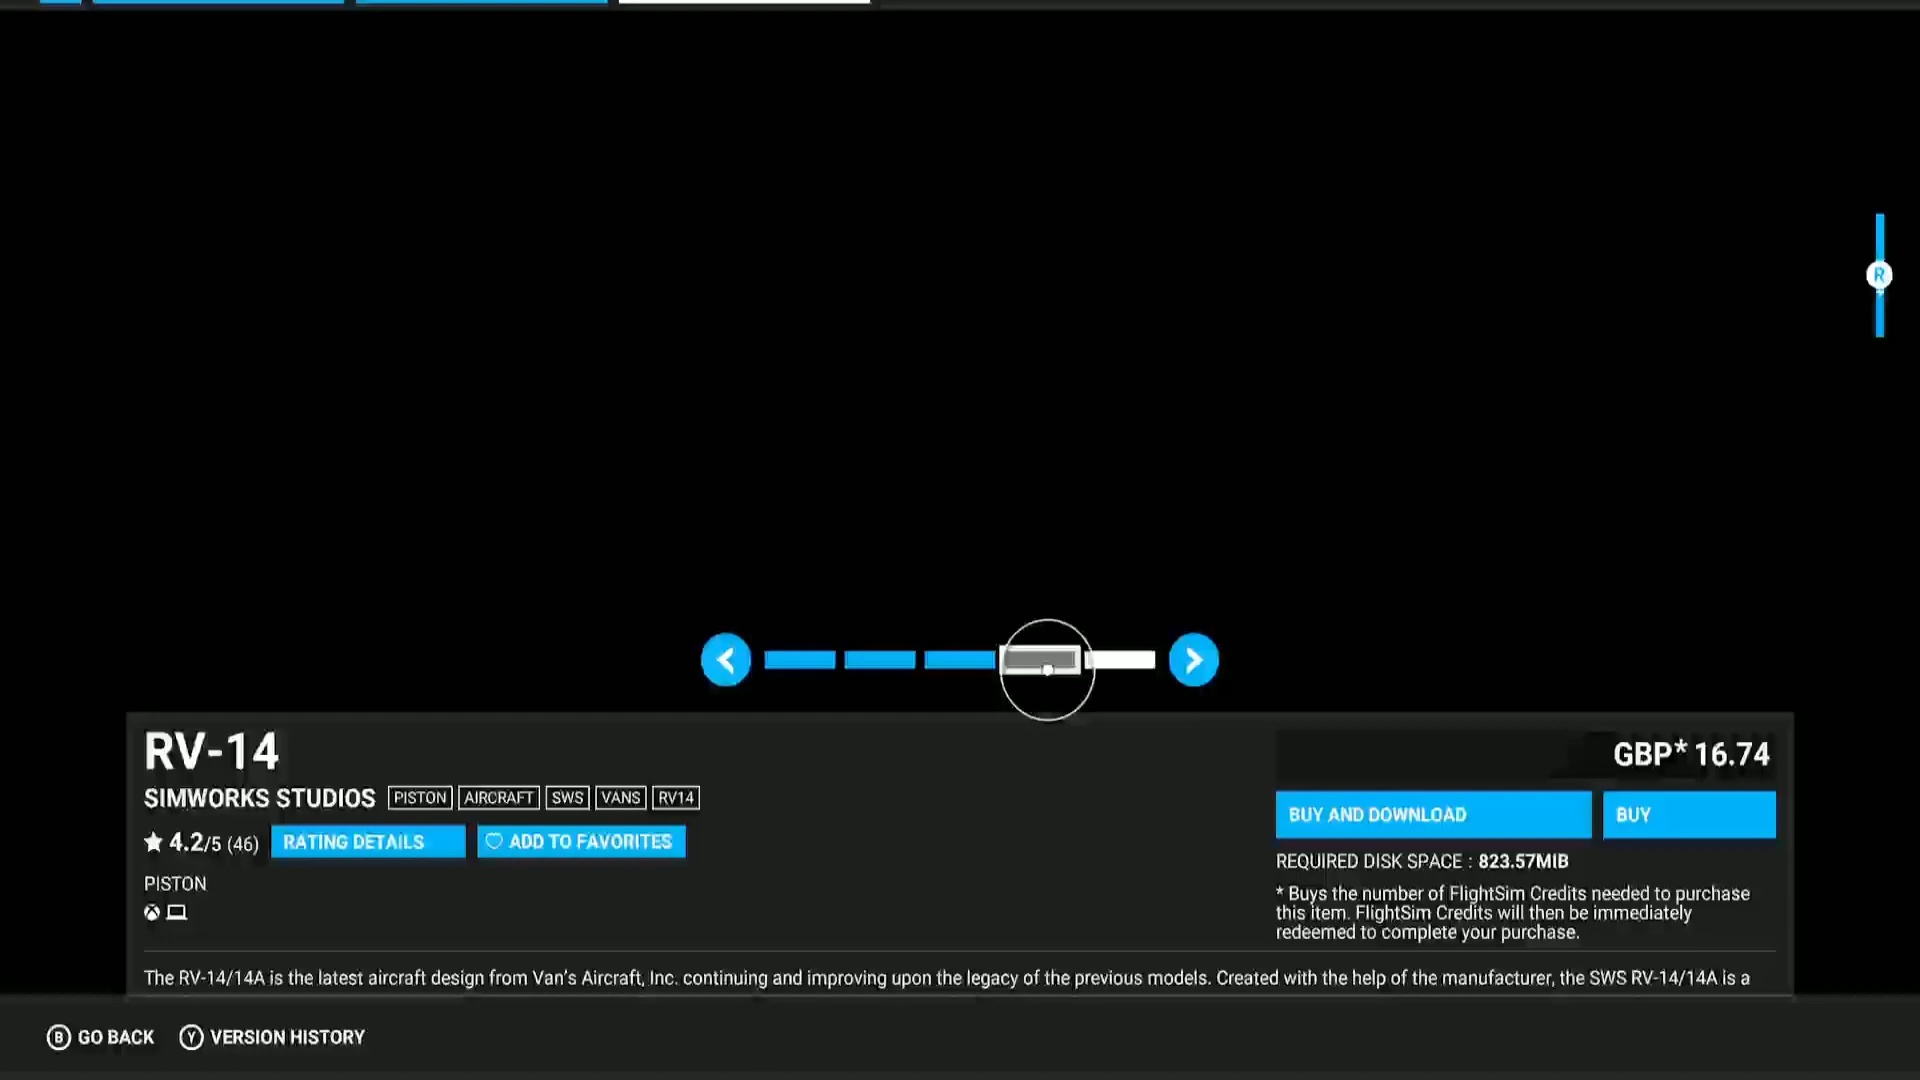 R
RV-14
SIMWORKS STUDIOS PISTON AIRCRAFT SWS VANS RV14
4.2/5 (46) RATING DETAILS ADD TO FAVORITES
PISTON
GBP* 16.74
BUY AND DOWNLOAD BUY
REQUIRED DISK SPACE : 823.57MIB
* Buys the number of FlightSim Credits needed to purchase
this item. FlightSim Credits will then be immediately
redeemed to complete your purchase.
The RV-14/14A is the latest aircraft design from Van's Aircraft, Inc. continuing and improving upon the legacy of the previous models. Created with the help of the manufacturer, the SWS RV-14/14A is a
B GO BACK Y VERSION HISTORY